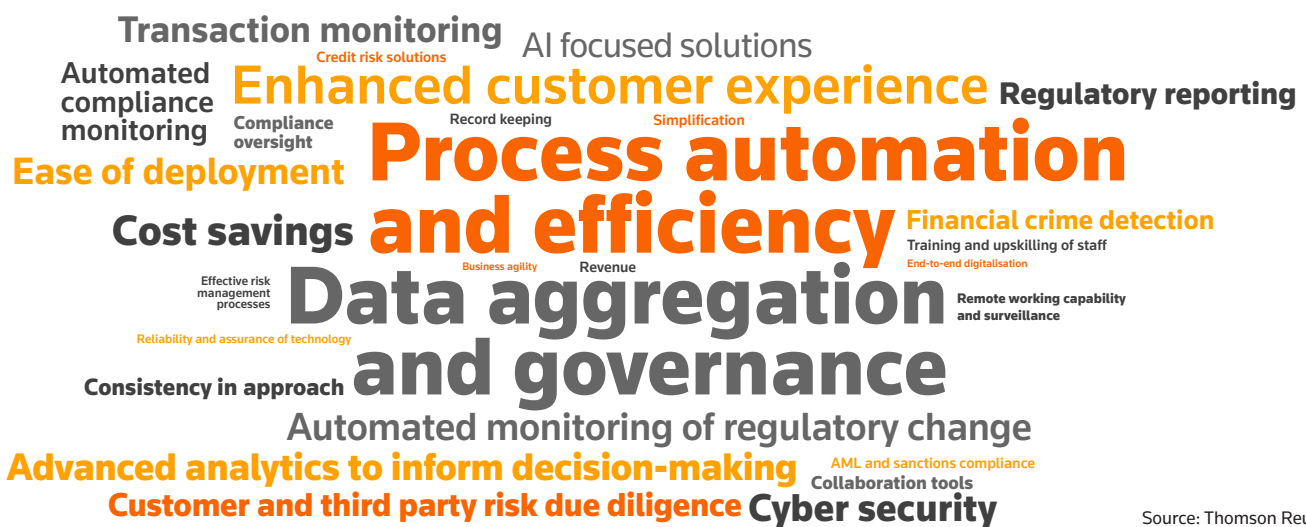 Transaction monitoring
AI focused solutions
Credit risk solutions
Automated
compliance
monitoring
Enhanced customer experience
Regulatory reporting
Compliance
oversight
Record keeping
Simplification
Process automation
and efficiency
Ease of deployment
Cost savings
Financial crime detection
Training and upskilling of staff
End-to-end digitalisation
Business agility
Revenue
Effective risk
management
processes
Data aggregation
and governance
Remote working capability
and surveillance
Reliability and assurance of technology
Consistency in approach
Automated monitoring of regulatory change
Advanced analytics to inform decision-making
AML and sanctions compliance
Collaboration tools
Customer and third party risk due diligence
Cyber security
Source: Thomson